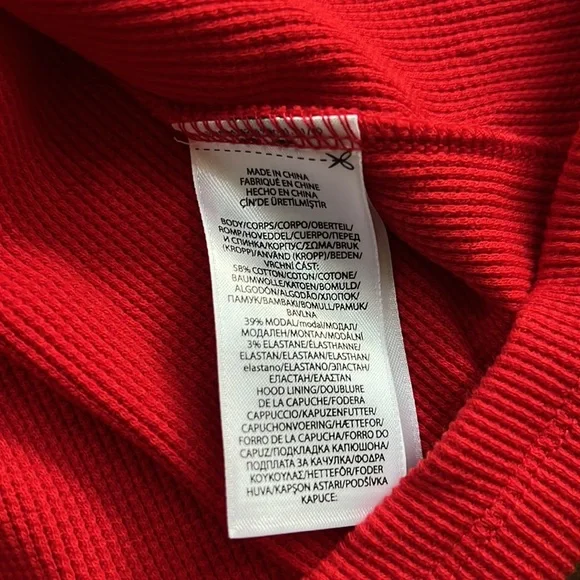 MADE IN CHINA
FABRIQUÉ EN CHINE
HECHO EN CHINA
ÇİN'DE ÜRETİLMİŞTİR
BODY/CORPS/CORPO/OBERTEIL/
ROMP/HOVEDDEL/CUERPO/ПЕРЕД
И СПИНКА/КОРПУС/ΣΩΜΑ/BRUK
(KROPP)/ANVÄND (KROPP)/BEDEN/
VRCHNÍ ČÁST:
58% COTTON/COTON/COTONE/
BAUMWOLLE/KATOEN/BOMULD/
ALGODÓN/ALGODÃO/ХЛОПОК/
ПАМУК/ΒΑΜΒΑΚΙ/BOMULL/PAMUK/
BAVLNA
39% MODAL/modal/МОДАЛ/
МОДАЛЕН/MONTAN/MODÁLNÍ
3% ELASTANE/ÉLASTHANNE/
ELASTAN/ELASTAAN/ELASTHAN/
elastano/ELASTANO/ЭЛАСТАН/
ЕЛАСТАН/ΕΛΑΣΤΑΝ
HOOD LINING/DOUBLURE
DE LA CAPUCHE/FODERA
CAPPUCCIO/KAPUZENFUTTER/
CAPUCHONVOERING/HÆTTEFOR/
FORRO DE LA CAPUCHA/FORRO DO
CAPUZ/ПОДКЛАДКА КАПЮШОНА/
ПОДПЛАТА ЗА КАЧУЛКА/ΦΟΔΡΑ
ΚΟΥΚΟΥΛΑΣ/HETTEFÔR/FODER
HUVA/KAPŞON ASTARI/PODŠÍVKA
KAPUCE: